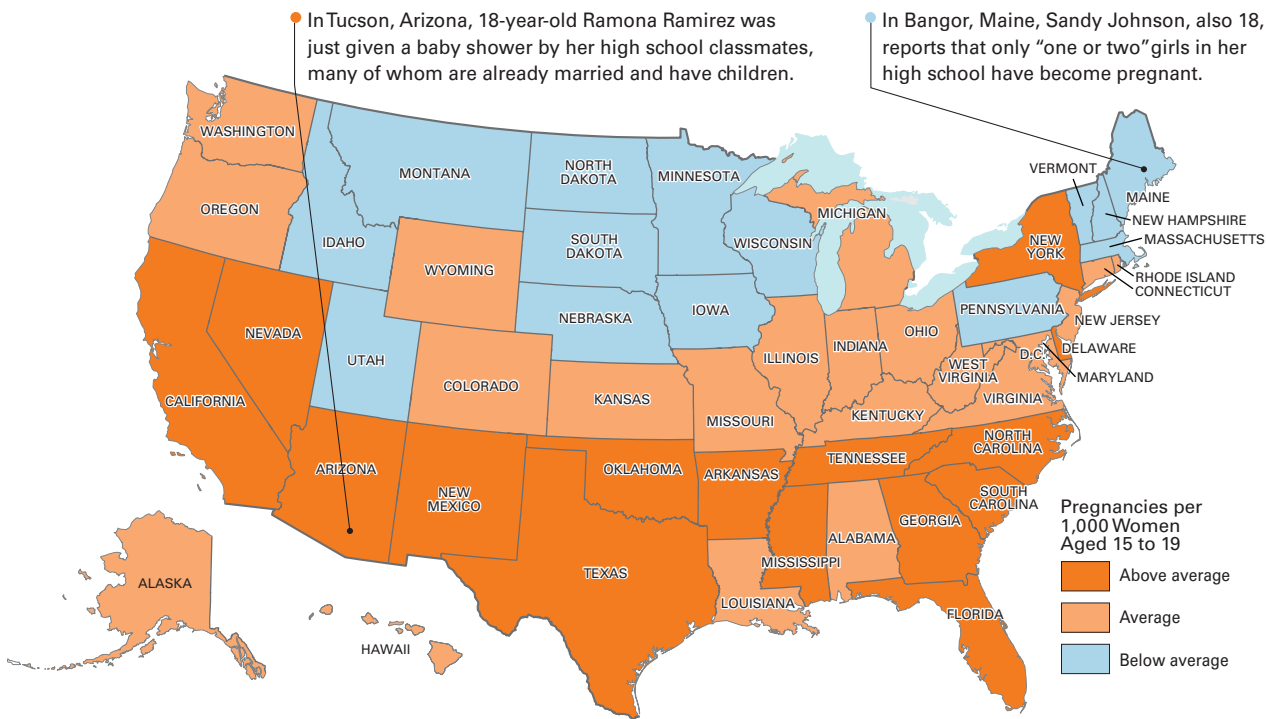 In Tucson, Arizona, 18-year-old Ramona Ramirez was
just given a baby shower by her high school classmates,
many of whom are already married and have children.
In Bangor, Maine, Sandy Johnson, also 18,
reports that only “one or two” girls in her
high school have become pregnant.
WASHINGTON
OREGON
CALIFORNIA
NEVADA
IDAHO
MONTANA
WYOMING
UTAH
COLORADO
ARIZONA
NEW
MEXICO
NORTH
DAKOTA
SOUTH
DAKOTA
NEBRASKA
KANSAS
OKLAHOMA
TEXAS
MINNESOTA
IOWA
MISSOURI
ARKANSAS
LOUISIANA
WISCONSIN
ILLINOIS
MICHIGAN
INDIANA
OHIO
KENTUCKY
TENNESSEE
MISSISSIPPI
ALABAMA
GEORGIA
FLORIDA
SOUTH
CAROLINA
NORTH
CAROLINA
VIRGINIA
WEST
VIRGINIA
D.C.
PENNSYLVANIA
NEW
YORK
VERMONT
MAINE
NEW HAMPSHIRE
MASSACHUSETTS
RHODE ISLAND
CONNECTICUT
NEW JERSEY
DELAWARE
MARYLAND
ALASKA
HAWAII
Pregnancies per
1,000 Women
Aged 15 to 19
Above average
Average
Below average